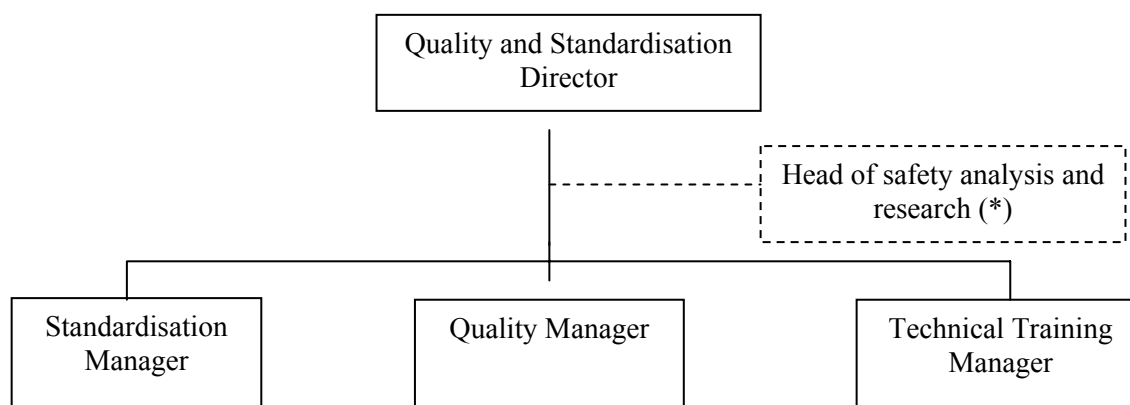 Quality and Standardisation
Director
Head of safety analysis and
research (*)
Standardisation
Manager
Quality Manager
Technical Training
Manager